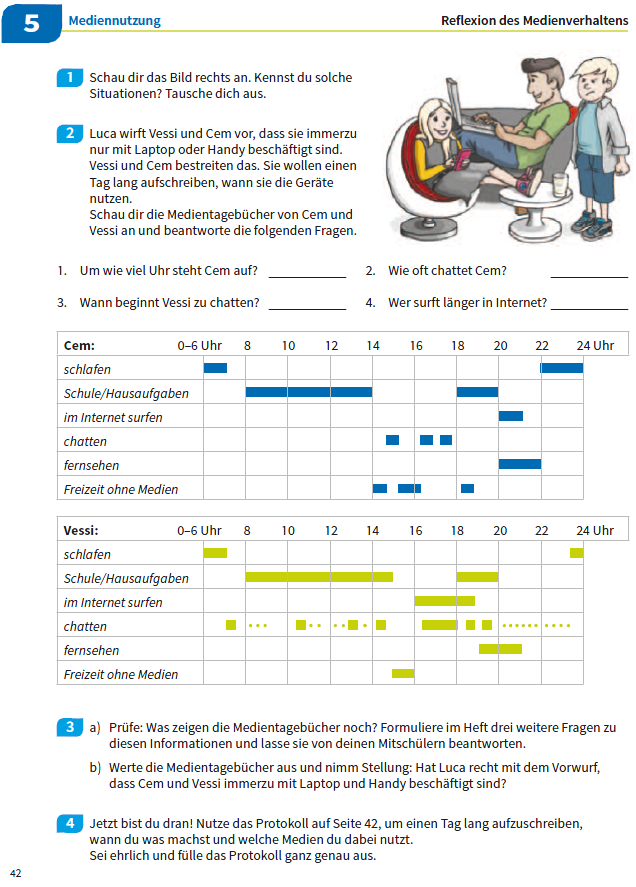 5 Mediennutzung Reflexion des Medienverhaltens
1 Schau dir das Bild rechts an. Kennst du solche
Situationen? Tausche dich aus.
2 Luca wirft Vessi und Cem vor, dass sie immerzu
nur mit Laptop oder Handy beschäftigt sind.
Vessi und Cem bestreiten das. Sie wollen einen
Tag lang aufschreiben, wann sie die Geräte
nutzen.
Schau dir die Medientagebücher von Cem und
Vessi an und beantworte die folgenden Fragen.
1. Um wie viel Uhr steht Cem auf? ___________ 2. Wie oft chattet Cem? ___________
3. Wann beginnt Vessi zu chatten? ___________ 4. Wer surft länger in Internet? ___________
Cem: 0–6 Uhr 8 10 12 14 16 18 20 22 24 Uhr
schlafen
Schule/Hausaufgaben
im Internet surfen
chatten
fernsehen
Freizeit ohne Medien
Vessi: 0–6 Uhr 8 10 12 14 16 18 20 22 24 Uhr
schlafen
Schule/Hausaufgaben
im Internet surfen
chatten
fernsehen
Freizeit ohne Medien
3 a) Prüfe: Was zeigen die Medientagebücher noch? Formuliere im Heft drei weitere Fragen zu
diesen Informationen und lasse sie von deinen Mitschülern beantworten.
b) Werte die Medientagebücher aus und nimm Stellung: Hat Luca recht mit dem Vorwurf,
dass Cem und Vessi immerzu mit Laptop und Handy beschäftigt sind?
4 Jetzt bist du dran! Nutze das Protokoll auf Seite 42, um einen Tag lang aufzuschreiben,
wann du was machst und welche Medien du dabei nutzt.
Sei ehrlich und fülle das Protokoll ganz genau aus.
42